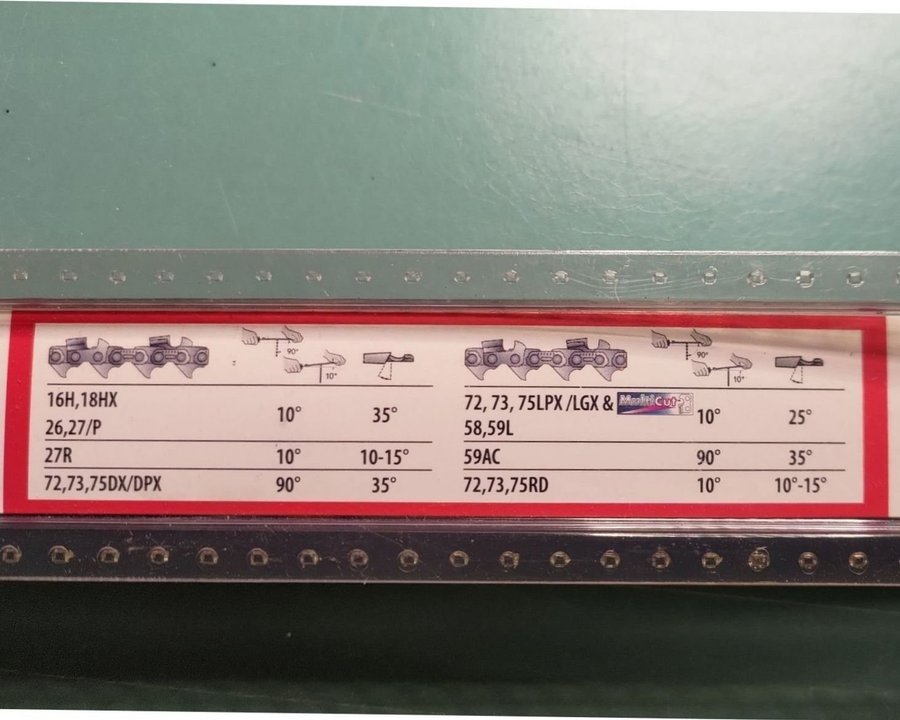 90°
10°
16H,18HX
26,27/P
10°
35°
27R
10°
10-15°
72,73,75DX/DPX
90°
35°
90°
10°
72, 73, 75LPX /LGX & MultiCut
58,59L
10°
25°
59AC
90°
35°
72,73,75RD
10°
10°-15°